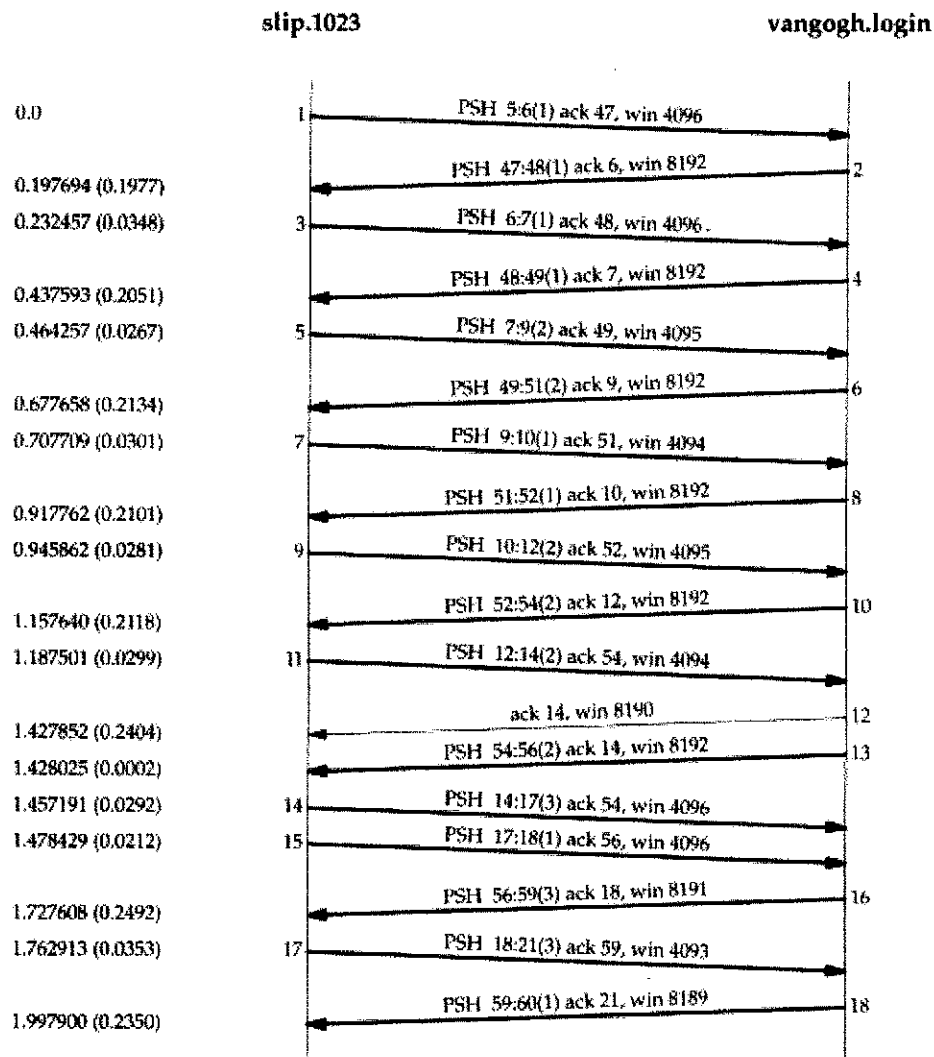 slip.1023 vangogh.login
0.0 1 PSH 5:6(1) ack 47, win 4096
PSH 47:48(1) ack 6, win 8192 2
0.197694 (0.1977)
0.232457 (0.0348) 3 PSH 6:7(1) ack 48, win 4096
PSH 48:49(1) ack 7, win 8192 4
0.437593 (0.2051)
0.464257 (0.0267) 5 PSH 7:9(2) ack 49, win 4095
PSH 49:51(2) ack 9, win 8192 6
0.677658 (0.2134)
0.707709 (0.0301) 7 PSH 9:10(1) ack 51, win 4094
PSH 51:52(1) ack 10, win 8192 8
0.917762 (0.2101)
0.945862 (0.0281) 9 PSH 10:12(2) ack 52, win 4095
PSH 52:54(2) ack 12, win 8192 10
1.157640 (0.2118)
1.187501 (0.0299) 11 PSH 12:14(2) ack 54, win 4094
ack 14, win 8190 12
1.427852 (0.2404)
PSH 54:56(2) ack 14, win 8192 13
1.428025 (0.0002)
1.457191 (0.0292) 14 PSH 14:17(3) ack 54, win 4096
1.478429 (0.0212) 15 PSH 17:18(1) ack 56, win 4096
PSH 56:59(3) ack 18, win 8191 16
1.727608 (0.2492)
1.762913 (0.0353) 17 PSH 18:21(3) ack 59, win 4093
PSH 59:60(1) ack 21, win 8189 18
1.997900 (0.2350)